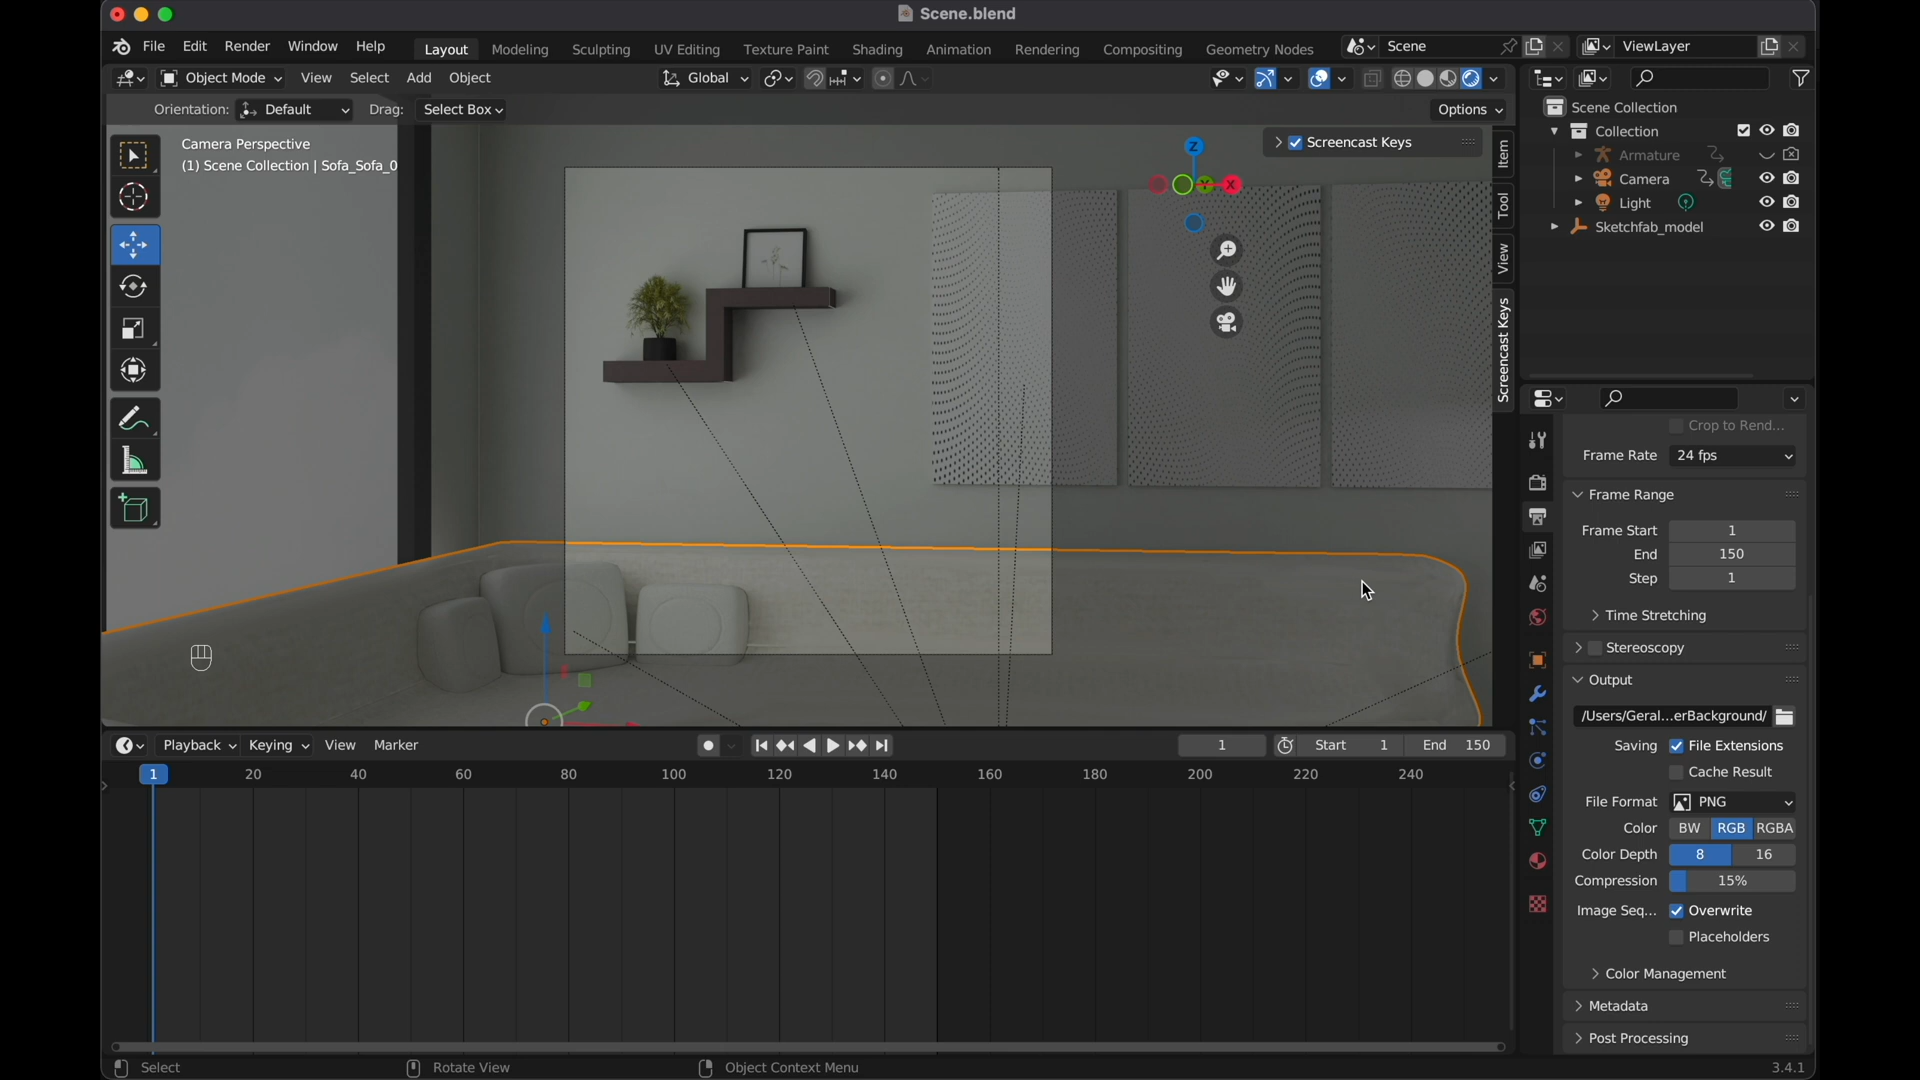 Scene.blend
File Edit Render Window Help
Layout Modeling Sculpting UV Editing Texture Paint Shading Animation Rendering Compositing Geometry Nodes
Scene
ViewLayer
Object Mode View Select Add Object
Global
Orientation: Default Drag: Select Box
Options
Camera Perspective
(1) Scene Collection | Sofa_Sofa_0
Screencast Keys
Z
Y
X
Item
Tool
View
Screencast Keys
Scene Collection
Collection
Armature
Camera
Light
Sketchfab_model
Crop to Rend...
Frame Rate 24 fps
Frame Range
Frame Start 1
End 150
Step 1
Time Stretching
Stereoscopy
Output
/Users/Geral...erBackground/
Saving File Extensions
Cache Result
File Format PNG
Color BW RGB RGBA
Color Depth 8 16
Compression 15%
Image Seq... Overwrite
Placeholders
Color Management
Metadata
Post Processing
Playback Keying View Marker
1 Start 1 End 150
1 20 40 60 80 100 120 140 160 180 200 220 240
Select Rotate View Object Context Menu
3.4.1